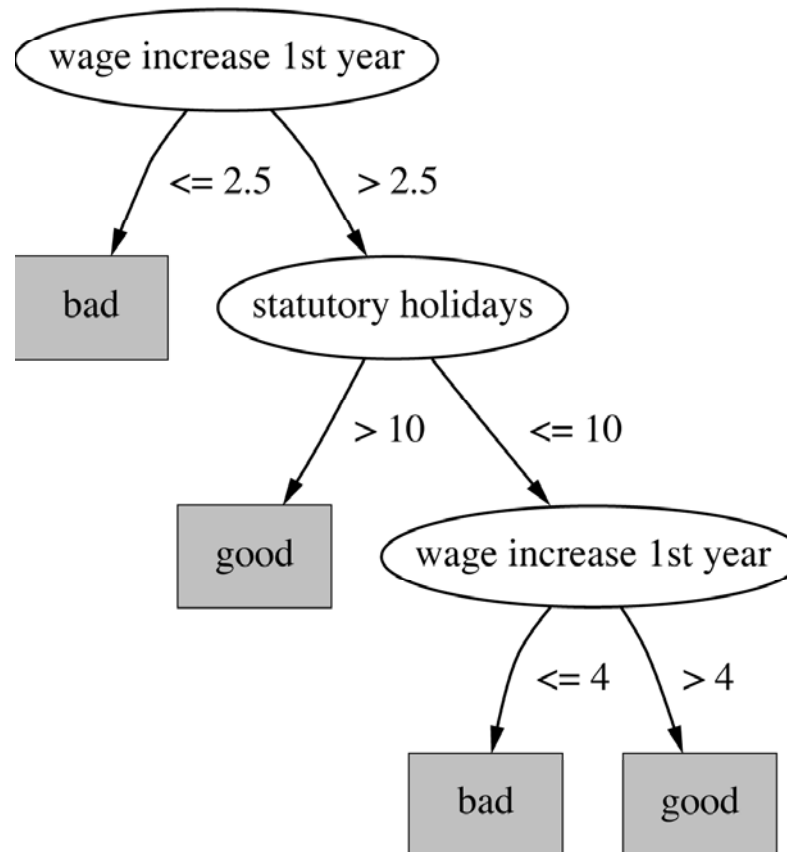 wage increase 1st year
<= 2.5
> 2.5
bad
statutory holidays
> 10
<= 10
good
wage increase 1st year
<= 4
> 4
bad
good